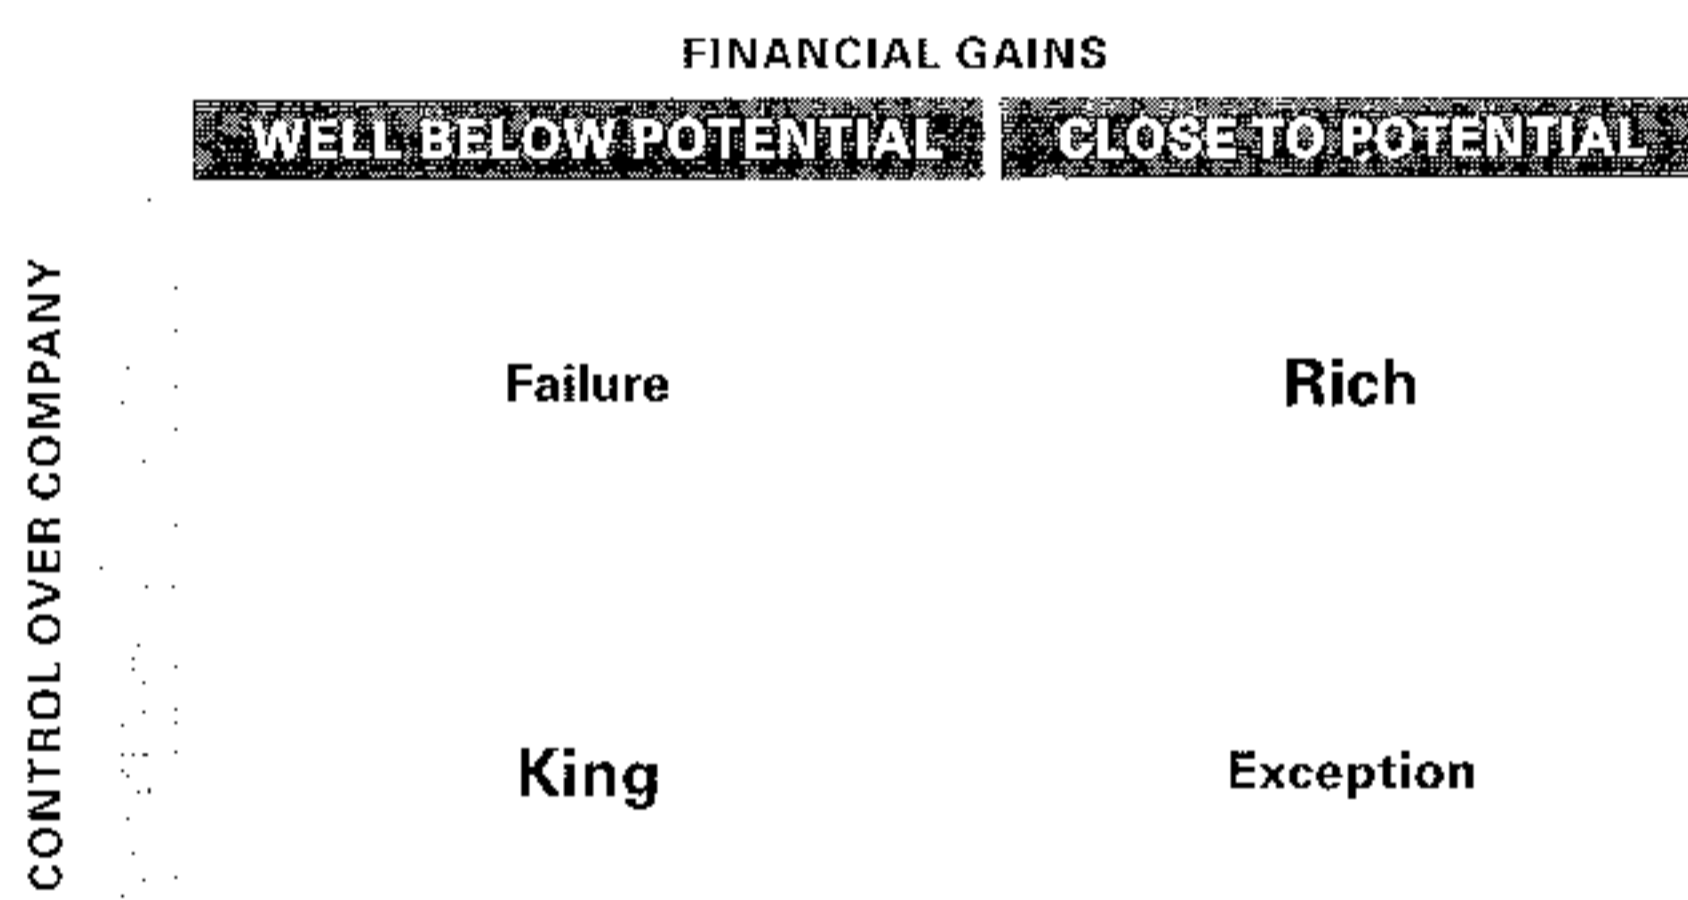 FINANCIAL GAINS
WELL BELOW POTENTIAL
CLOSE TO POTENTIAL
CONTROL OVER COMPANY
Failure
Rich
King
Exception